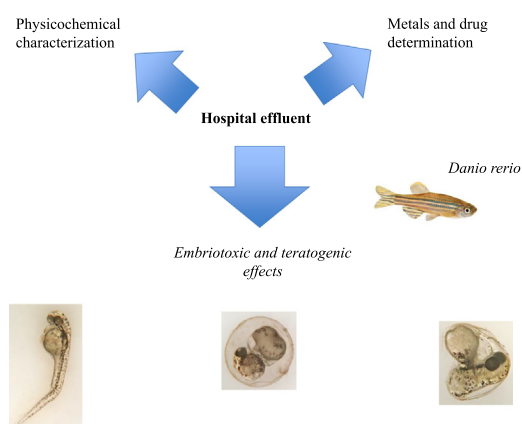 Physicochemical
characterization
Metals and drug
determination
Hospital effluent
Danio rerio
Embriotoxic and teratogenic
effects